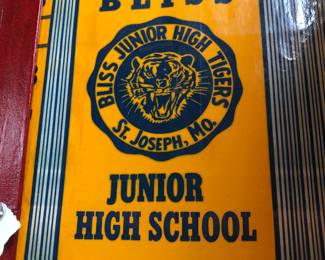 BLISS
BLISS JUNIOR HIGH TIGERS
ST. JOSEPH, MO.
JUNIOR
HIGH SCHOOL